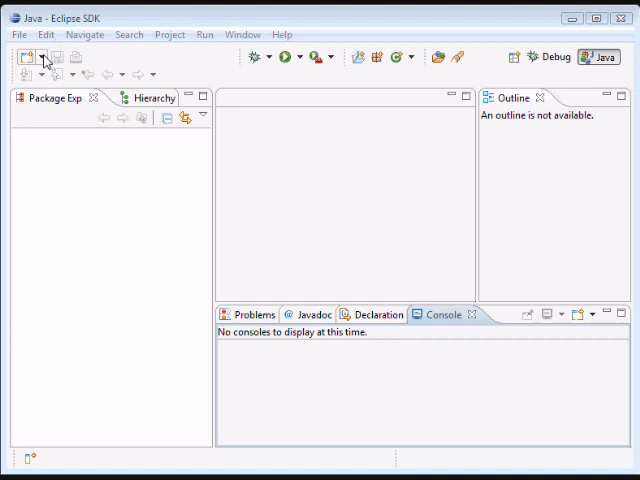 Java - Eclipse SDK
File Edit Navigate Search Project Run Window Help
Debug Java
Package Exp Hierarchy
Outline
An outline is not available.
Problems @ Javadoc Declaration Console
No consoles to display at this time.